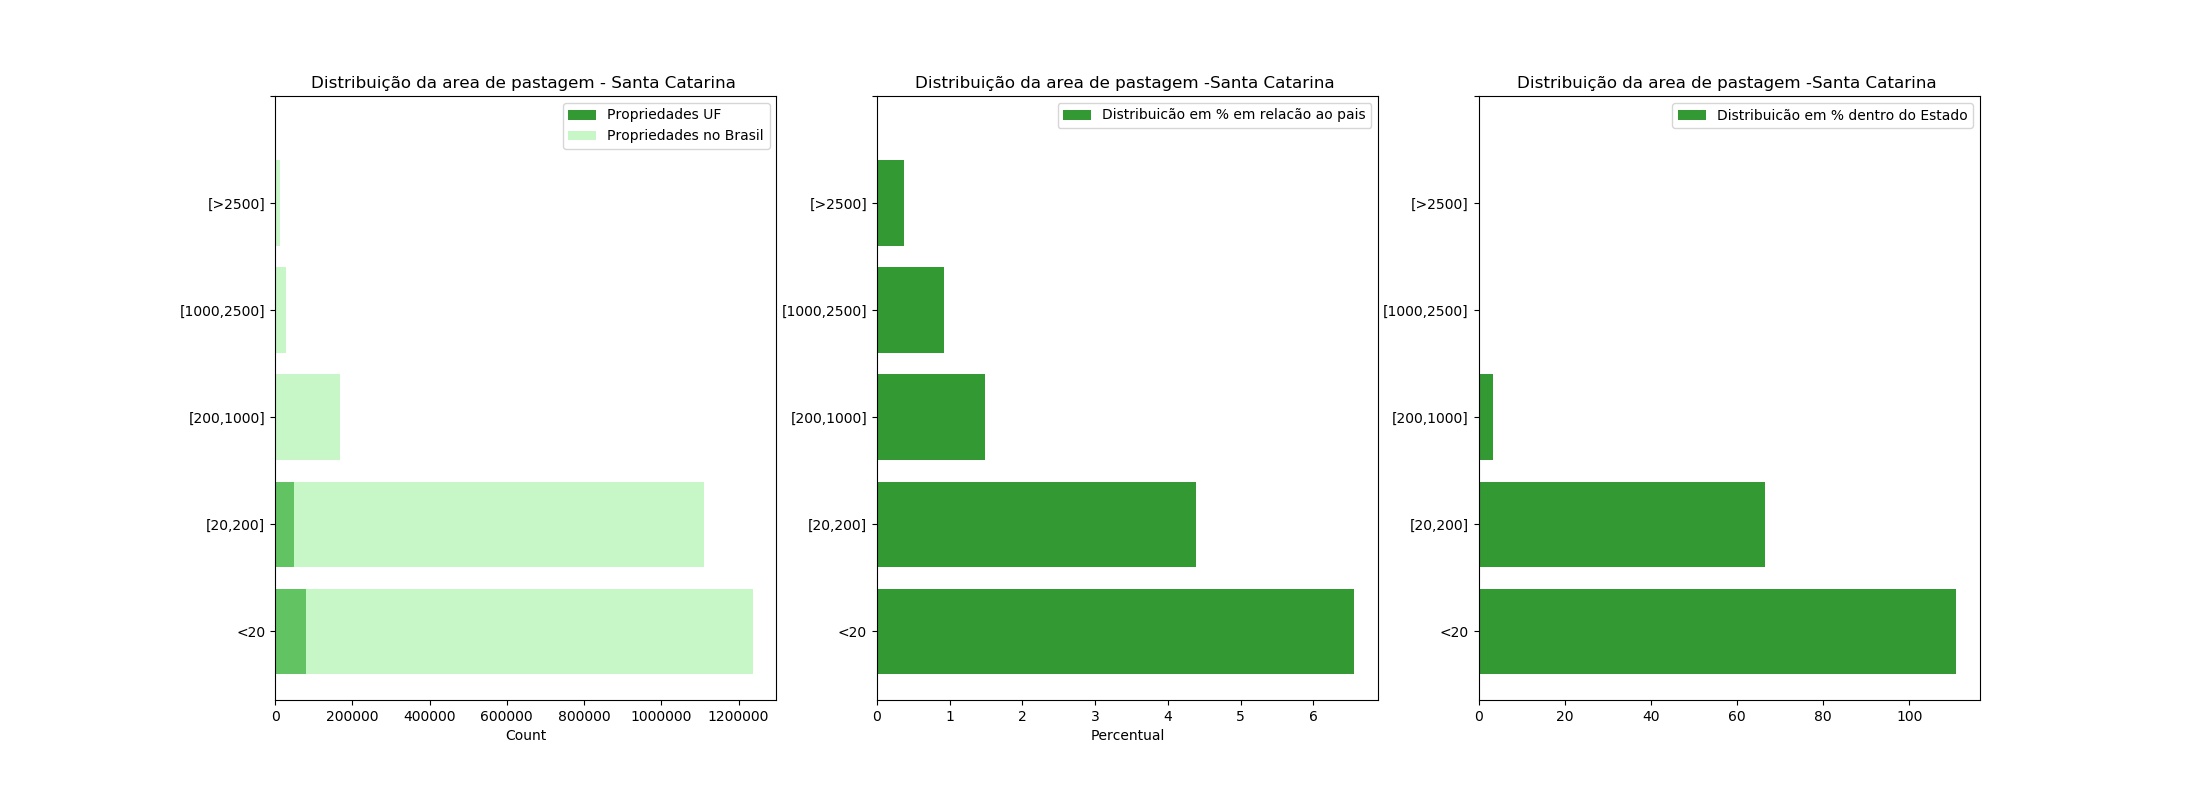 Distribuição da area de pastagem - Santa Catarina
Propriedades UF
Propriedades no Brasil
[>2500]
[1000,2500]
[200,1000]
[20,200]
<20
0 200000 400000 600000 800000 1000000 1200000
Count
Distribuição da area de pastagem -Santa Catarina
Distribuicão em % em relacão ao pais
[>2500]
[1000,2500]
[200,1000]
[20,200]
<20
0 1 2 3 4 5 6
Percentual
Distribuição da area de pastagem -Santa Catarina
Distribuicão em % dentro do Estado
[>2500]
[1000,2500]
[200,1000]
[20,200]
<20
0 20 40 60 80 100